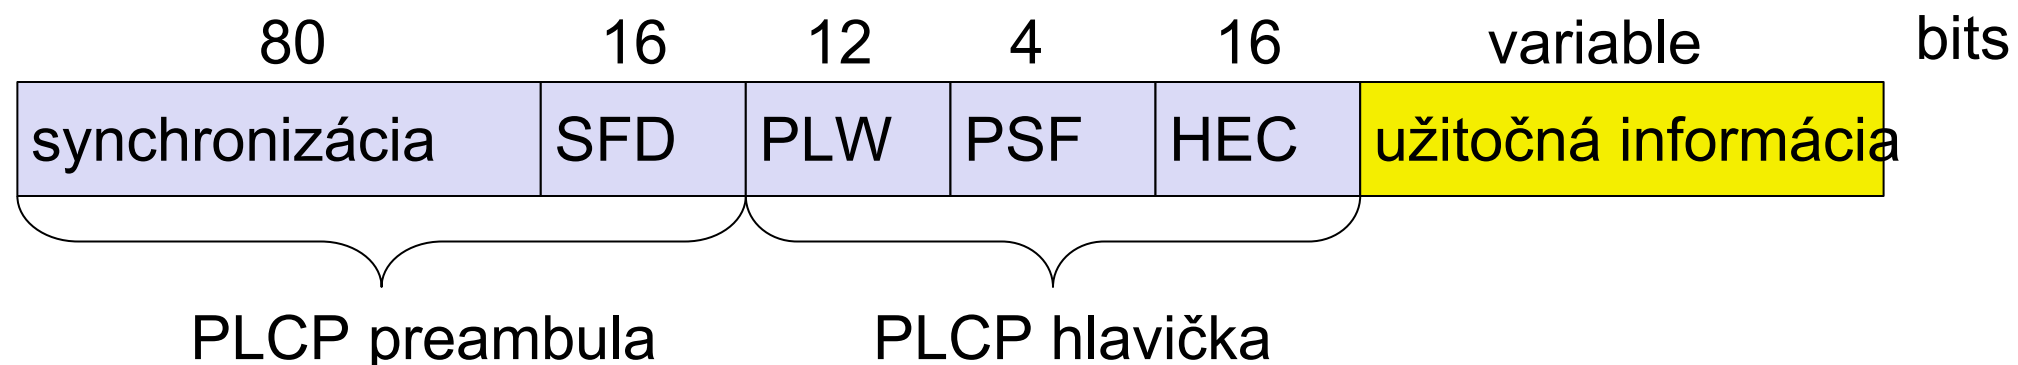 80 16 12 4 16 variable bits
synchronizácia SFD PLW PSF HEC užitočná informácia
PLCP preambula PLCP hlavička